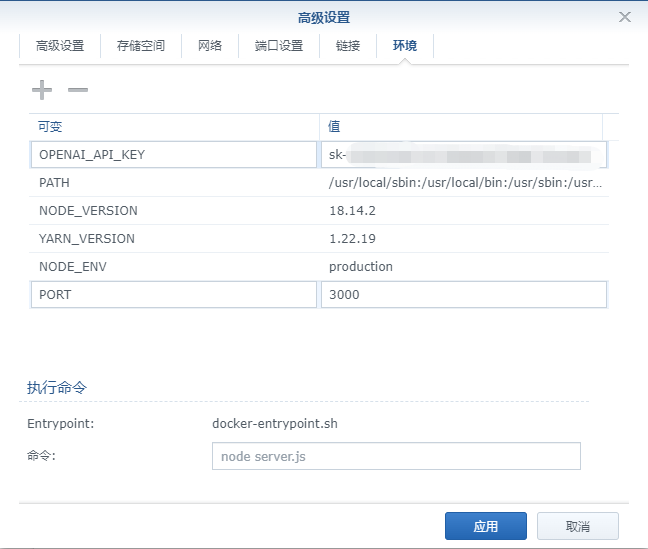 高级设置
高级设置 存储空间 网络 端口设置 链接 环境
可变 值
OPENAI_API_KEY sk-
PATH /usr/local/sbin:/usr/local/bin:/usr/sbin:/usr...
NODE_VERSION 18.14.2
YARN_VERSION 1.22.19
NODE_ENV production
PORT 3000
执行命令
Entrypoint: docker-entrypoint.sh
命令: node server.js
应用 取消